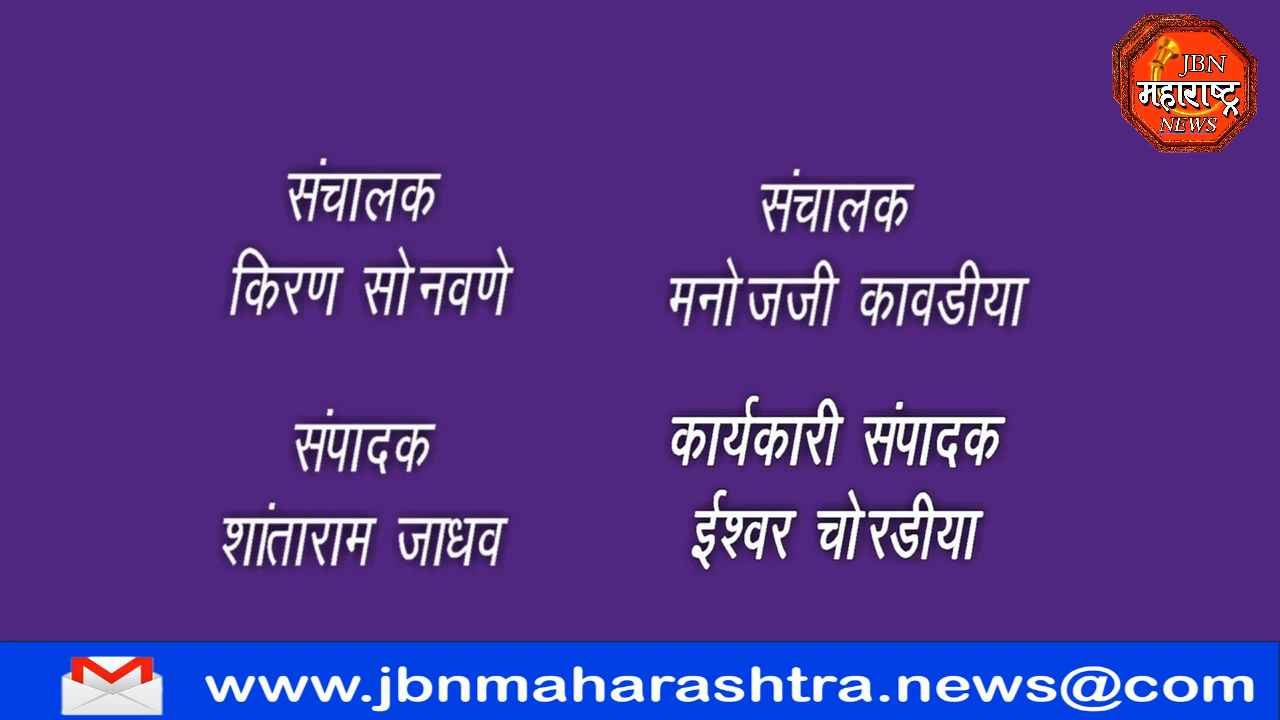 JBN
महाराष्ट्र
NEWS
संचालक
किरण सोनवणे
संचालक
मनोजजी कावडीया
संपादक
शांताराम जाधव
कार्यकारी संपादक
ईश्वर चोरडीया
www.jbnmaharashtra.news@com